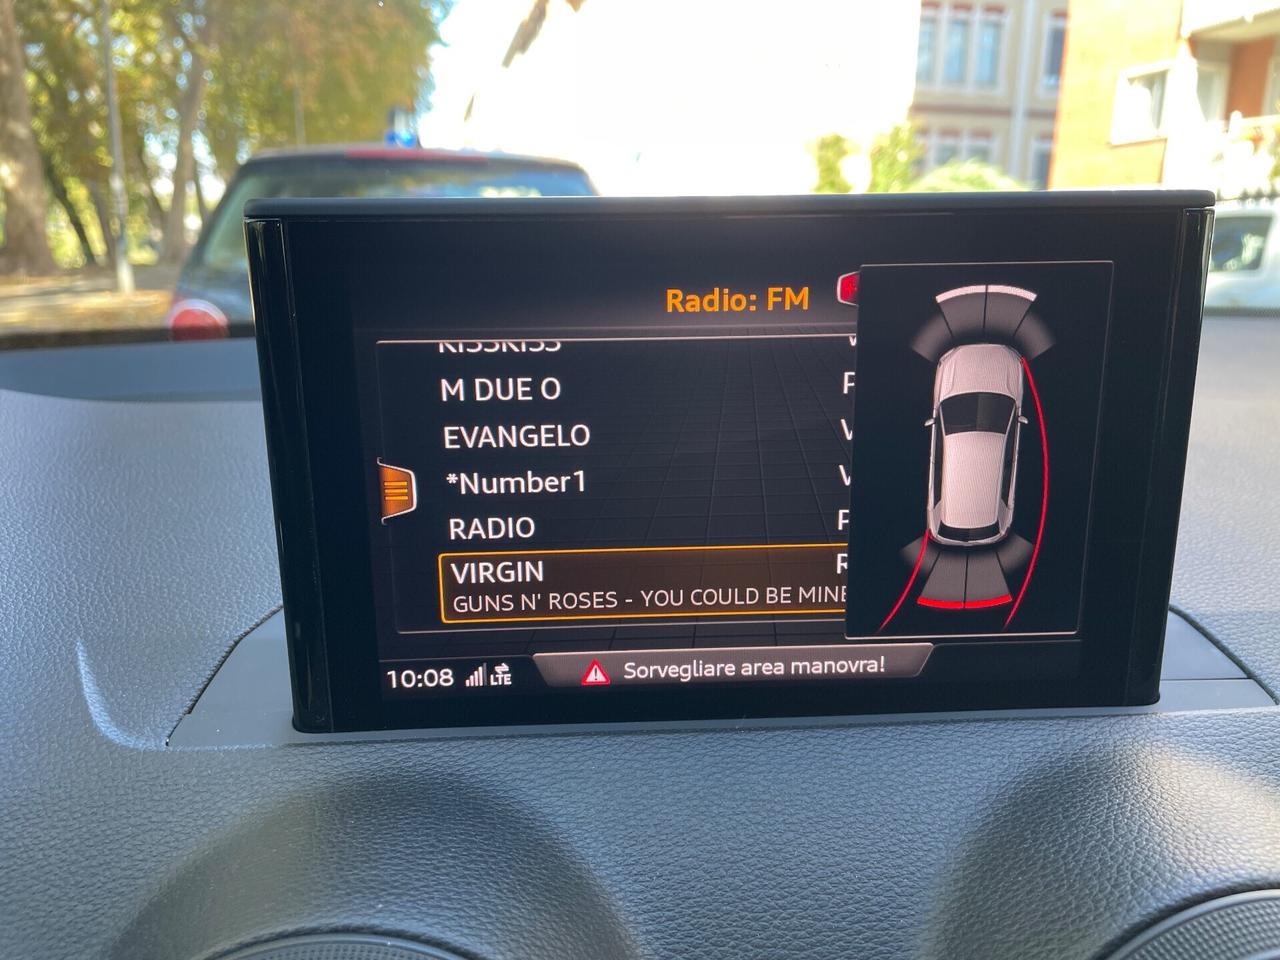 Radio: FM
KISSKISS
M DUE O
EVANGELO
*Number1
RADIO
VIRGIN
GUNS N' ROSES - YOU COULD BE MINE
10:08 LTE
Sorvegliare area manovra!